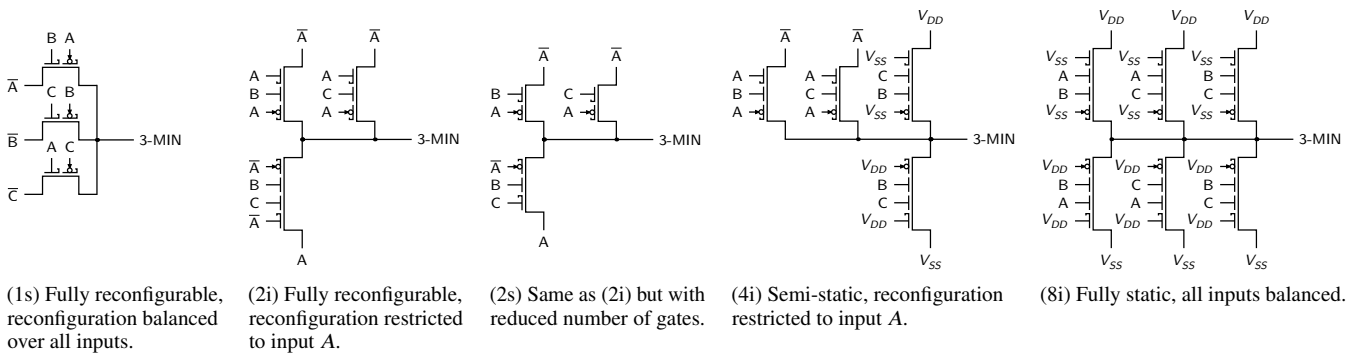 B A
A̅
C B
B̅ 3-MIN
A C
C̅
(1s) Fully reconfigurable,
reconfiguration balanced
over all inputs.
A̅ A̅
A A
B C
A A
3-MIN
A̅
B
C
A̅
A
(2i) Fully reconfigurable,
reconfiguration restricted
to input A.
A̅ A̅
B C
A A
3-MIN
A̅
B
C
A
(2s) Same as (2i) but with
reduced number of gates.
V_DD
A̅ A̅
V_SS
A A C
B C B
A A V_SS
3-MIN
V_DD
B
C
V_DD
V_SS
(4i) Semi-static, reconfiguration
restricted to input A.
V_DD V_DD V_DD
V_SS V_SS V_SS
A A B
B C C
V_SS V_SS V_SS
3-MIN
V_DD V_DD V_DD
B C B
A A C
V_DD V_DD V_DD
V_SS V_SS V_SS
(8i) Fully static, all inputs balanced.